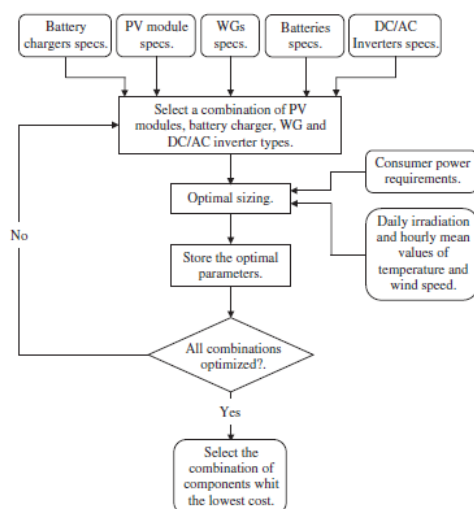 Battery
chargers specs.
PV module
specs.
WGs
specs.
Batteries
specs.
DC/AC
Inverters specs.
Select a combination of PV
modules, battery charger, WG and
DC/AC inverter types.
Consumer power
requirements.
Optimal sizing.
Daily irradiation
and hourly mean
values of
temperature and
wind speed.
No
Store the optimal
parameters.
All combinations
optimized?.
Yes
Select the
combination of
components whit
the lowest cost.